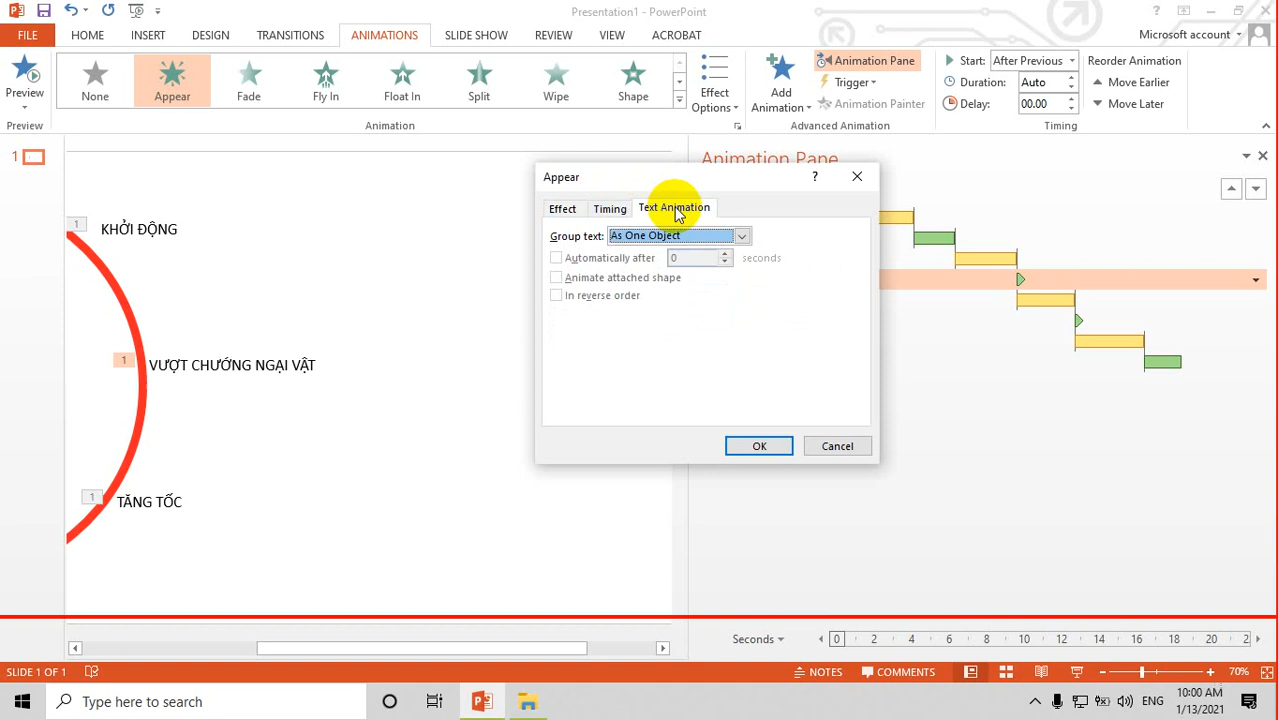 Presentation1 - PowerPoint
FILE HOME INSERT DESIGN TRANSITIONS ANIMATIONS SLIDE SHOW REVIEW VIEW ACROBAT Microsoft account
Preview None Appear Fade Fly In Float In Split Wipe Shape Effect Options Add Animation Animation Pane Start: After Previous Reorder Animation
Trigger Duration: Auto Move Earlier
Animation Painter Delay: 00.00 Move Later
Preview Animation Advanced Animation Timing
1
Animation Pane
Appear ?
Effect Timing Text Animation
Group text: As One Object
Automatically after 0 seconds
Animate attached shape
In reverse order
OK Cancel
1 KHỞI ĐỘNG
1 VƯỢT CHƯỚNG NGẠI VẬT
1 TĂNG TỐC
Seconds 0 2 4 6 8 10 12 14 16 18 20 2
SLIDE 1 OF 1 NOTES COMMENTS 70%
Type here to search ENG 10:00 AM
1/13/2021